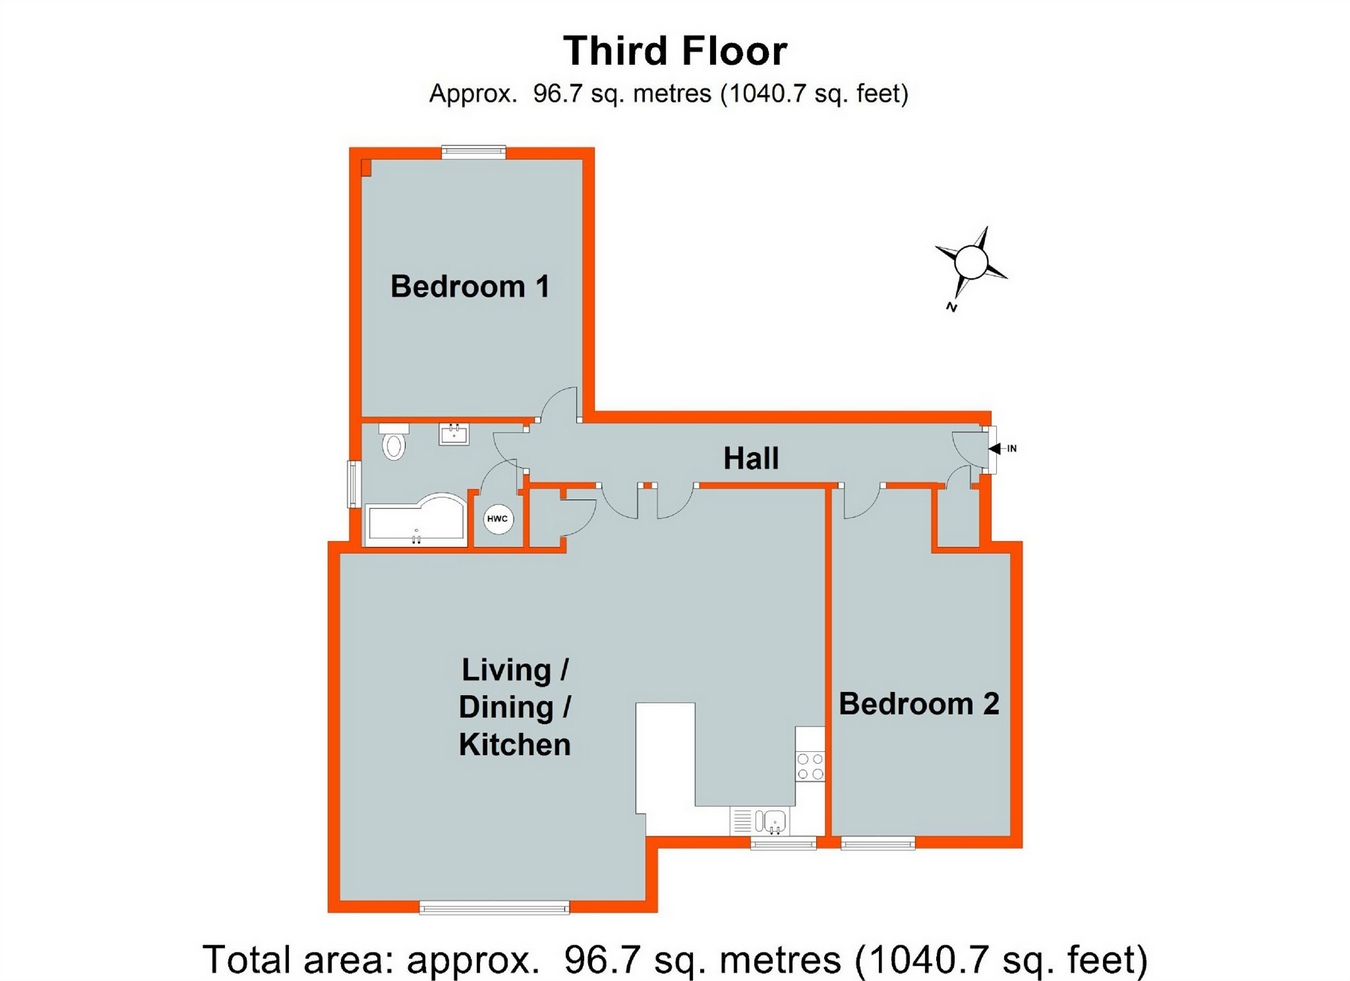 Third Floor
Approx. 96.7 sq. metres (1040.7 sq. feet)
Bedroom 1
N
Hall
IN
HWC
Living /
Dining /
Kitchen
Bedroom 2
Total area: approx. 96.7 sq. metres (1040.7 sq. feet)